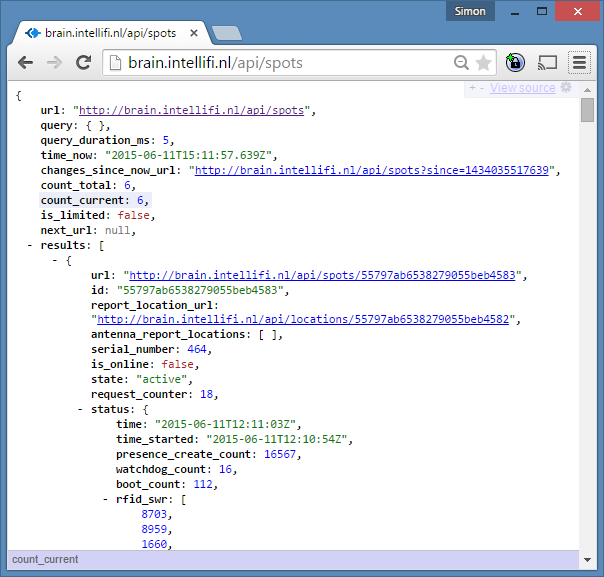 Simon
brain.intellifi.nl/api/spots
brain.intellifi.nl/api/spots
+ - View source
{
url: "http://brain.intellifi.nl/api/spots",
query: { },
query_duration_ms: 5,
time_now: "2015-06-11T15:11:57.639Z",
changes_since_now_url: "http://brain.intellifi.nl/api/spots?since=1434035517639",
count_total: 6,
count_current: 6,
is_limited: false,
next_url: null,
- results: [
- {
url: "http://brain.intellifi.nl/api/spots/55797ab6538279055beb4583",
id: "55797ab6538279055beb4583",
report_location_url:
"http://brain.intellifi.nl/api/locations/55797ab6538279055beb4582",
antenna_report_locations: [ ],
serial_number: 464,
is_online: false,
state: "active",
request_counter: 18,
- status: {
time: "2015-06-11T12:11:03Z",
time_started: "2015-06-11T12:10:54Z",
presence_create_count: 16567,
watchdog_count: 16,
boot_count: 112,
- rfid_swr: [
8703,
8959,
1660,
count_current